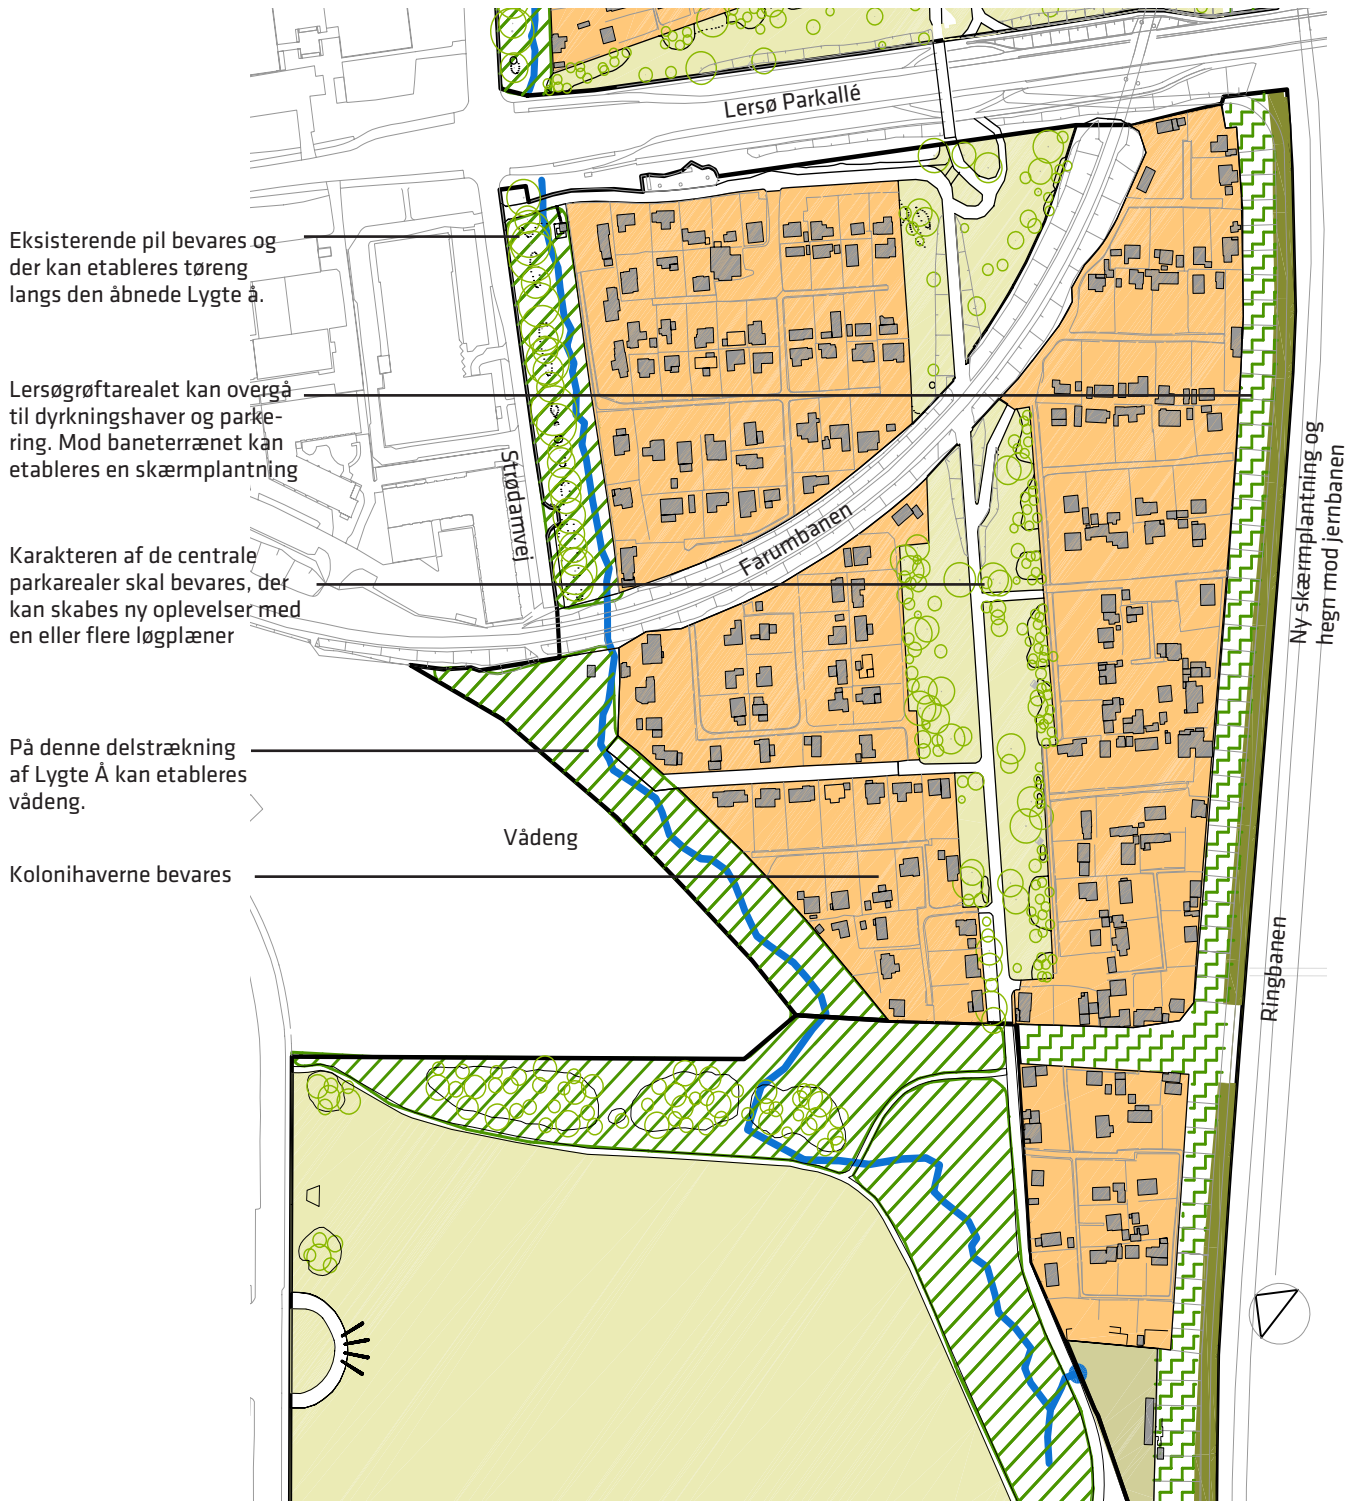 Lersø Parkallé
Eksisterende pil bevares og
der kan etableres tøreng
langs den åbnede Lygte å.
Lersøgrøftarealet kan overgå
til dyrkningshaver og parke-
ring. Mod baneterrænet kan
etableres en skærmplantning
Strødamvej
Ny skærmplantning og
hegn mod jernbanen
Farumbanen
Karakteren af de centrale
parkarealer skal bevares, der
kan skabes ny oplevelser med
en eller flere løgplæner
På denne delstrækning
af Lygte Å kan etableres
vådeng.
Vådeng
Kolonihaverne bevares
Ringbanen